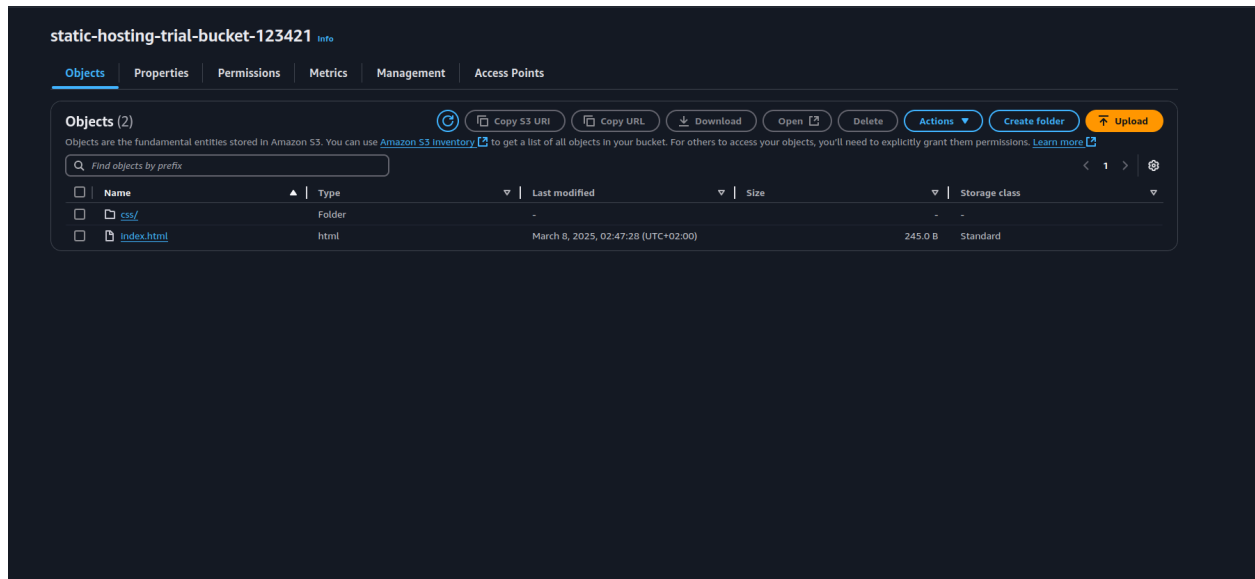 static-hosting-trial-bucket-123421 Info
Objects Properties Permissions Metrics Management Access Points
Objects (2) Copy S3 URI Copy URL Download Open Delete Actions Create folder Upload
Objects are the fundamental entities stored in Amazon S3. You can use Amazon S3 Inventory to get a list of all objects in your bucket. For others to access your objects, you'll need to explicitly grant them permissions. Learn more
Find objects by prefix 1
Name Type Last modified Size Storage class
css/ Folder - - -
index.html html March 8, 2025, 02:47:28 (UTC+02:00) 245.0 B Standard